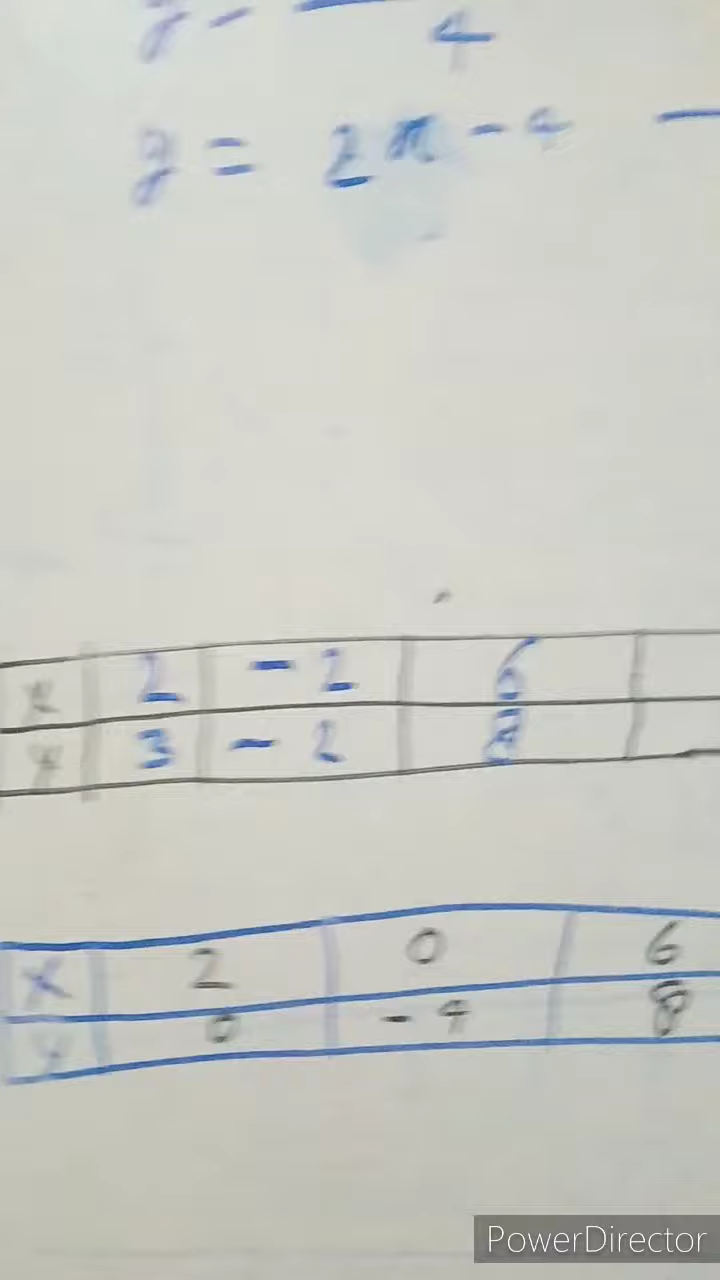 y = 4
y = 2x - 4
x 2 - 2 6
y 3 - 2 8
x 2 0 6
y 0 - 4 8
PowerDirector